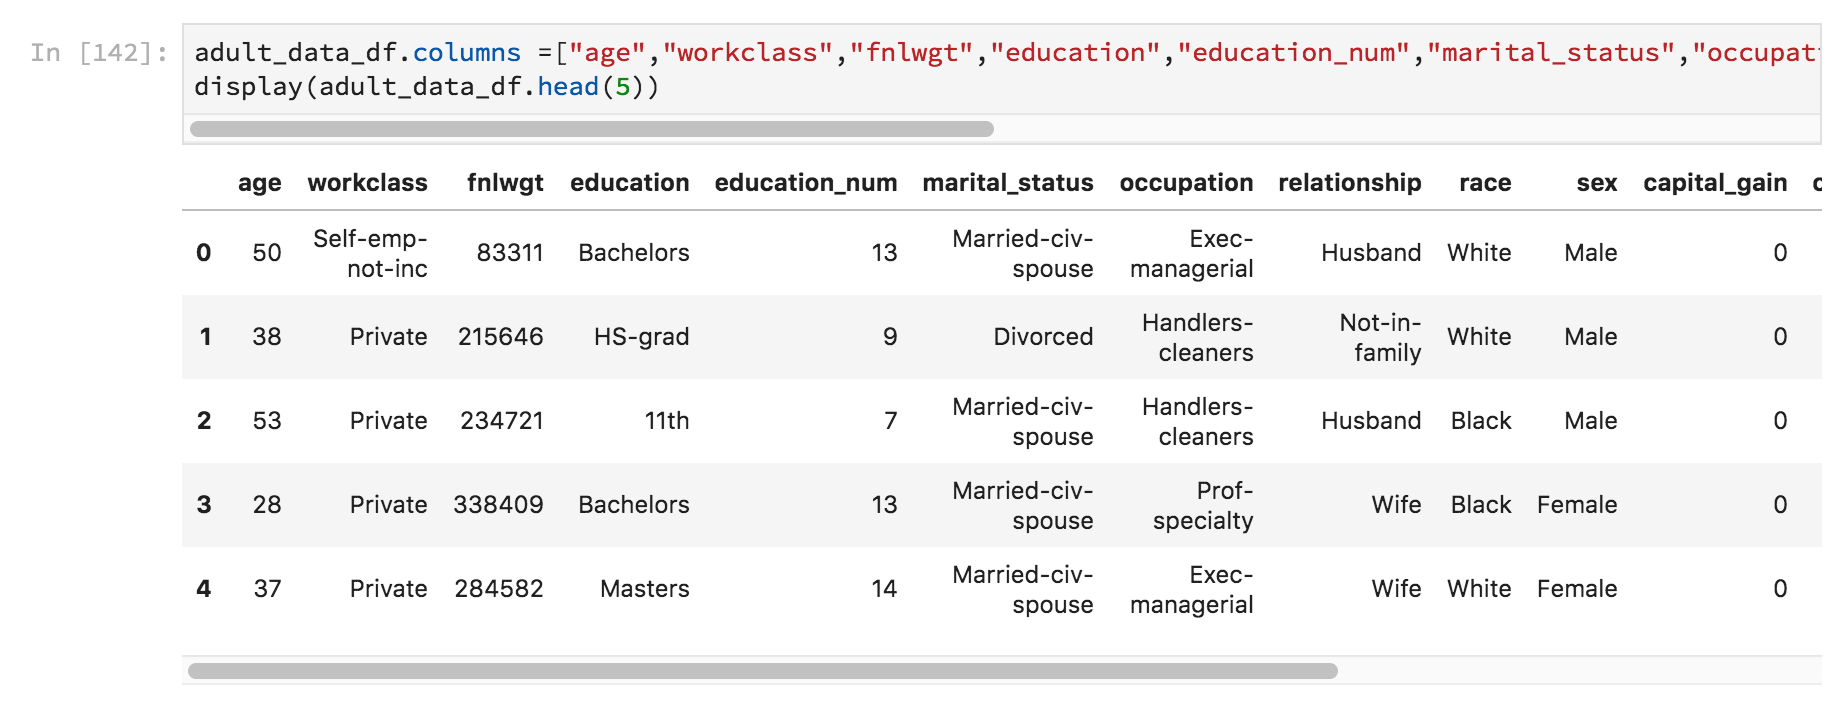 In [142]: adult_data_df.columns =["age","workclass","fnlwgt","education","education_num","marital_status","occupat
display(adult_data_df.head(5))
age workclass fnlwgt education education_num marital_status occupation relationship race sex capital_gain c
0 50 Self-emp-not-inc 83311 Bachelors 13 Married-civ-spouse Exec-managerial Husband White Male 0
1 38 Private 215646 HS-grad 9 Divorced Handlers-cleaners Not-in-family White Male 0
2 53 Private 234721 11th 7 Married-civ-spouse Handlers-cleaners Husband Black Male 0
3 28 Private 338409 Bachelors 13 Married-civ-spouse Prof-specialty Wife Black Female 0
4 37 Private 284582 Masters 14 Married-civ-spouse Exec-managerial Wife White Female 0